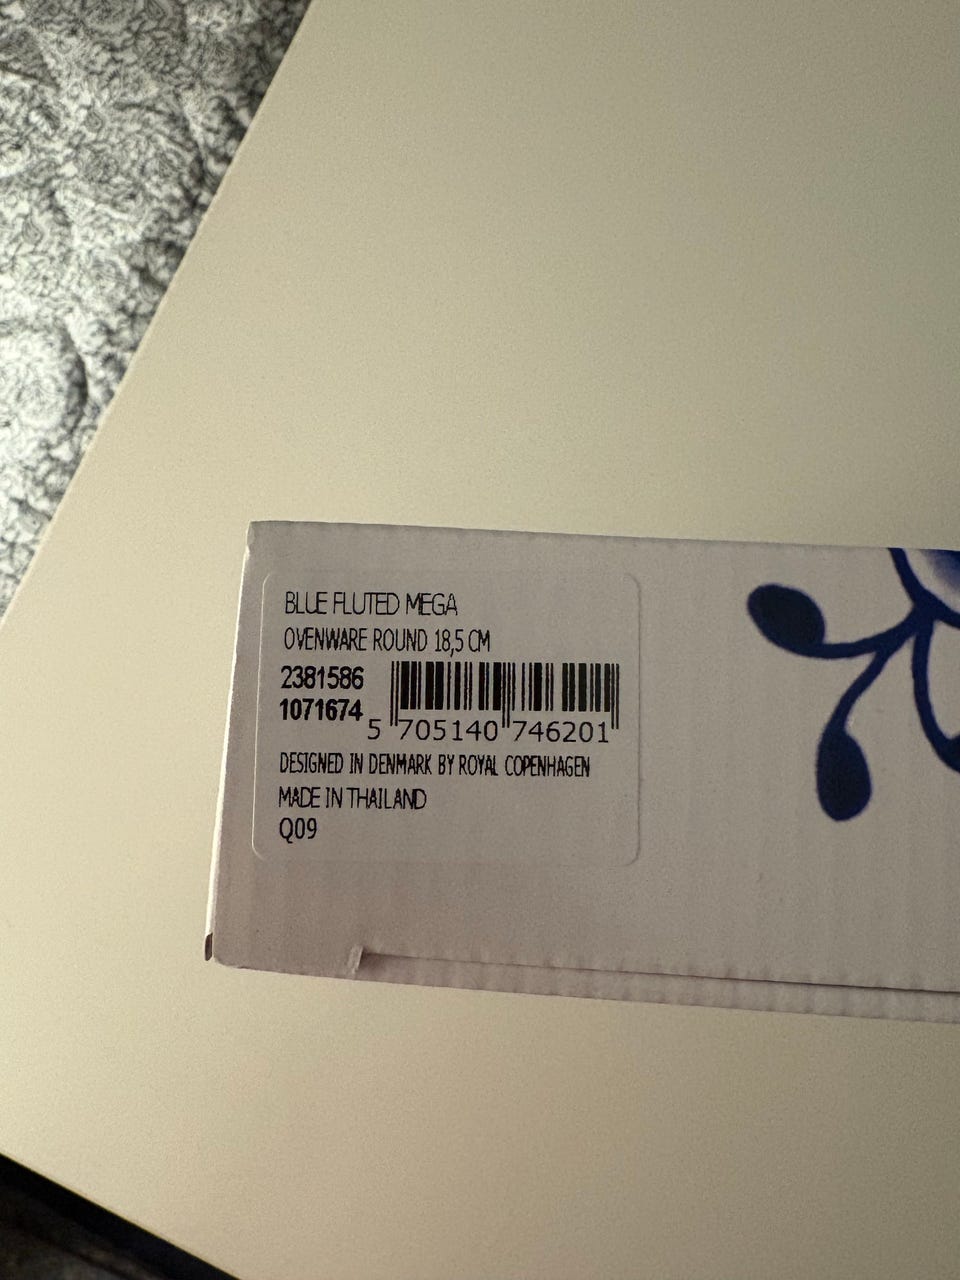 BLUE FLUTED MEGA
OVENWARE ROUND 18,5 CM
2381586
1071674
5 705140 746201
DESIGNED IN DENMARK BY ROYAL COPENHAGEN
MADE IN THAILAND
Q09